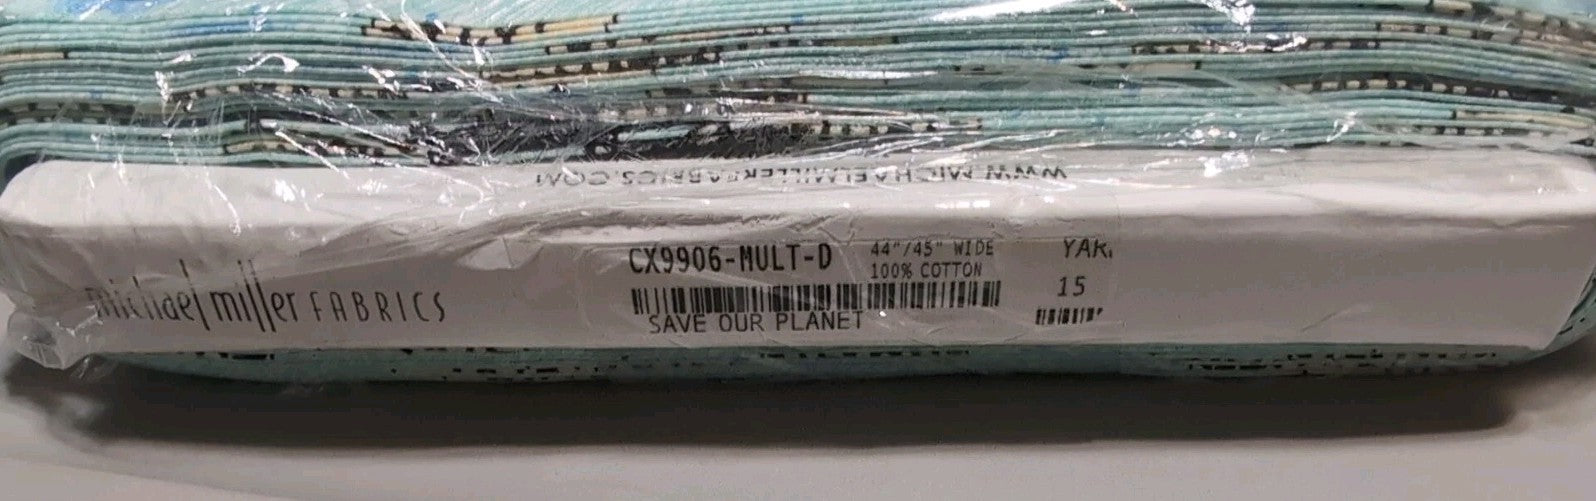 WWW.MICHAELMILLERFABRICS.COM
michael miller FABRICS
CX9906-MULT-D
44"/45" WIDE
100% COTTON
SAVE OUR PLANET
15